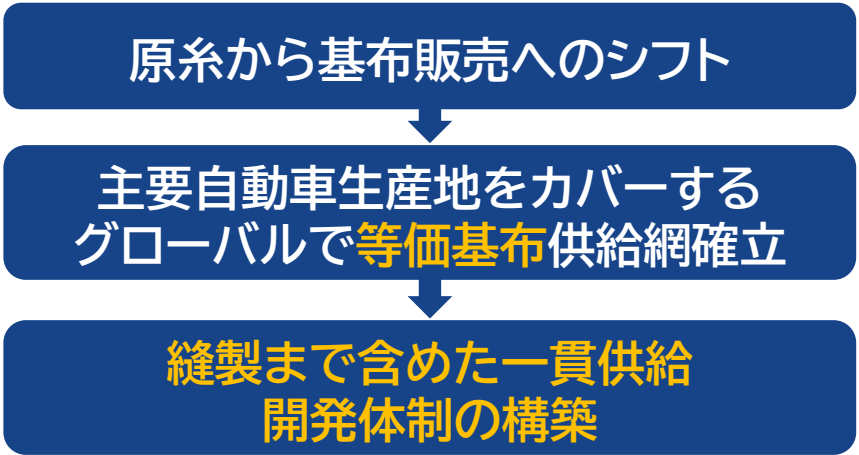 原糸から基布販売へのシフト
主要自動車生産地をカバーする
グローバルで等価基布供給網確立
縫製まで含めた一貫供給
開発体制の構築